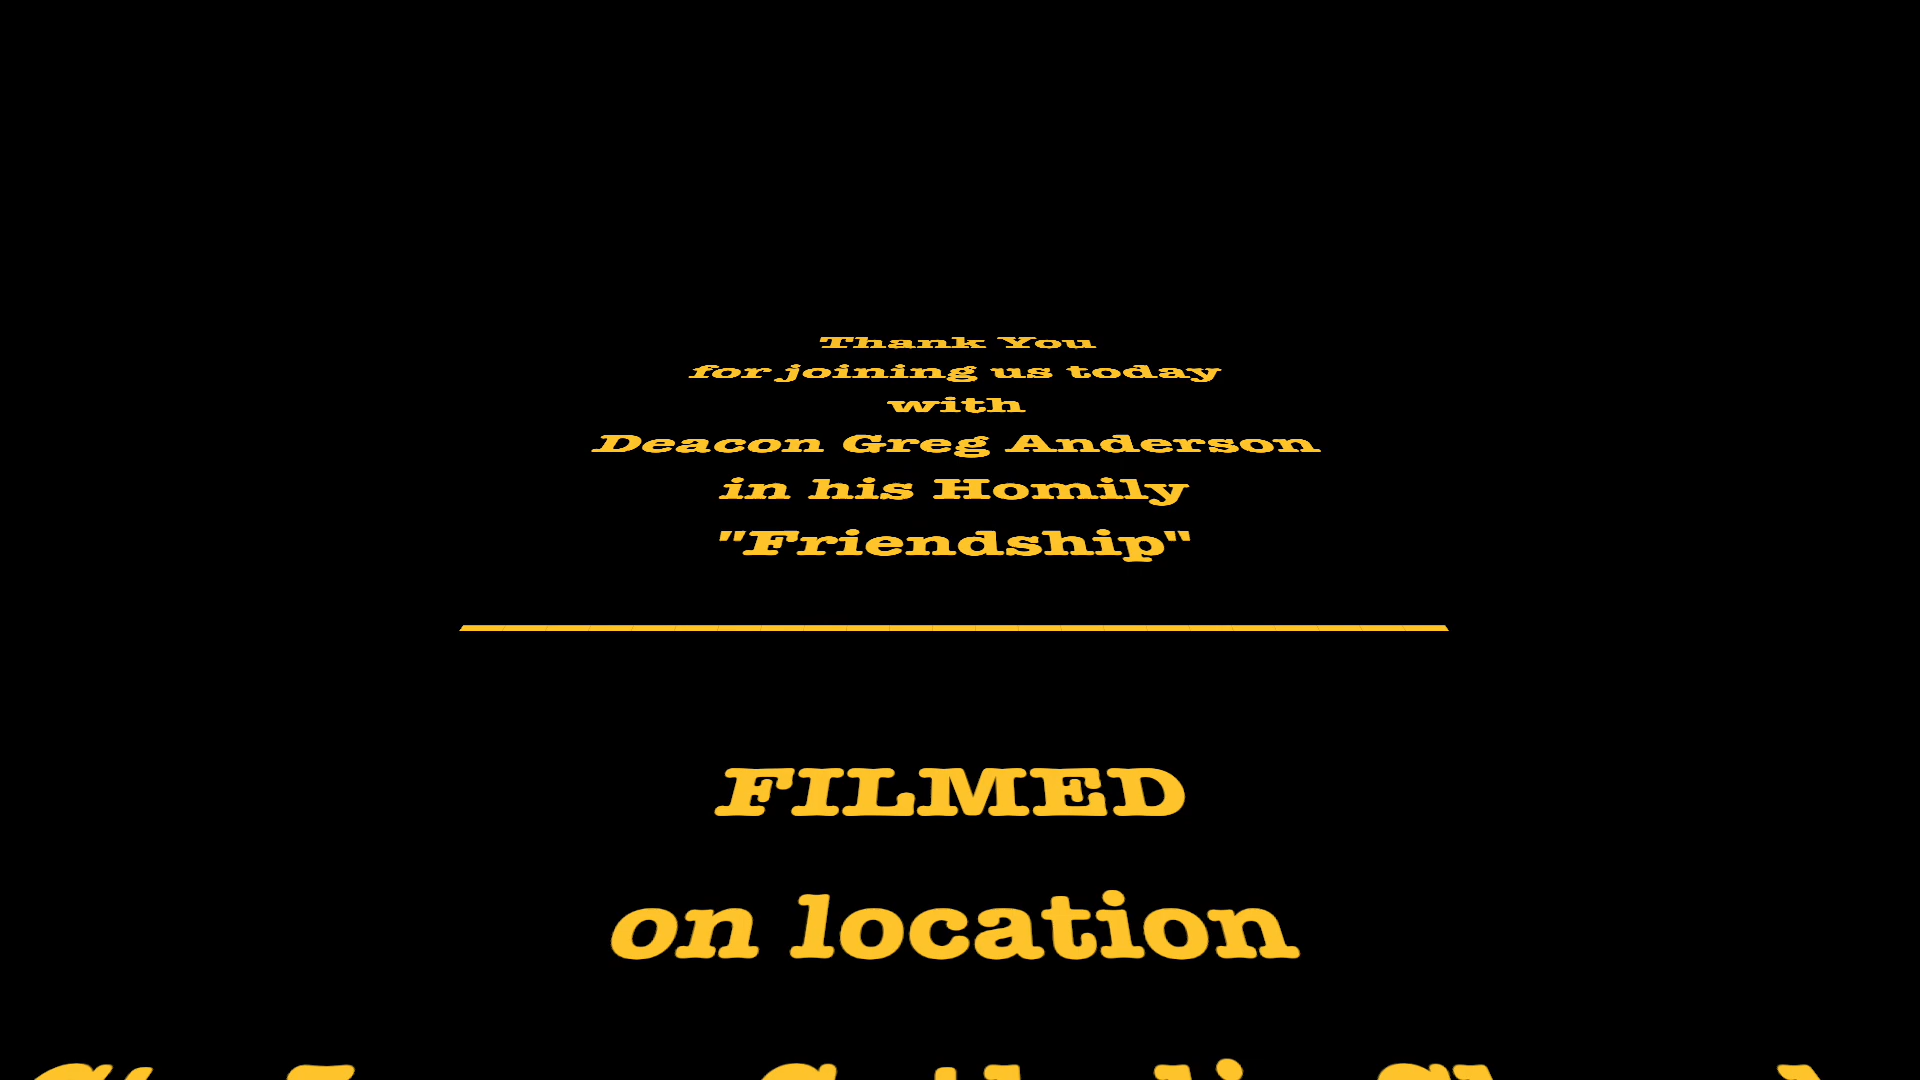 Thank You
for joining us today
with
Deacon Greg Anderson
in his Homily
"Friendship"
FILMED
on location